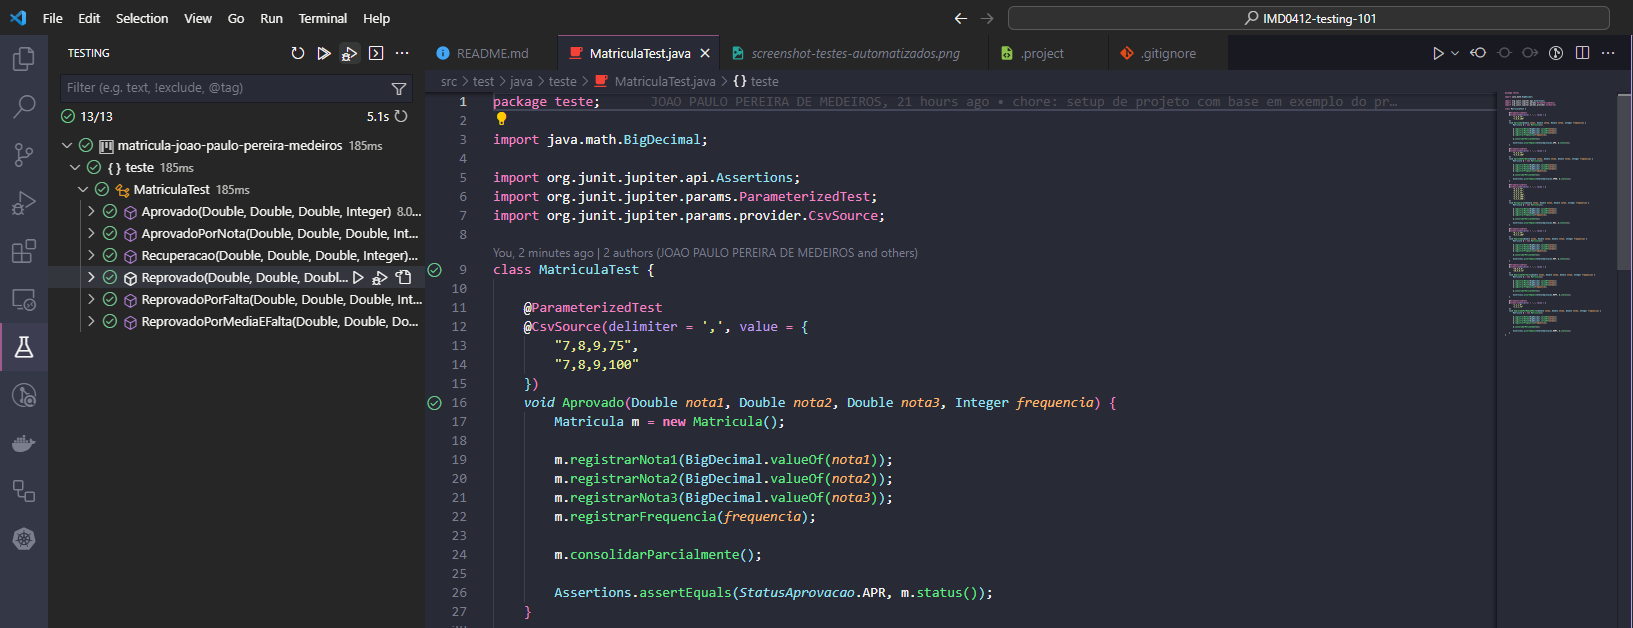 File Edit Selection View Go Run Terminal Help
IMD0412-testing-101
TESTING
Filter (e.g. text, !exclude, @tag)
13/13 5.1s
matricula-joao-paulo-pereira-medeiros 185ms
{} teste 185ms
MatriculaTest 185ms
Aprovado(Double, Double, Double, Integer) 8.0...
AprovadoPorNota(Double, Double, Double, Int...
Recuperacao(Double, Double, Double, Integer)...
Reprovado(Double, Double, Doubl...
ReprovadoPorFalta(Double, Double, Double, Int...
ReprovadoPorMediaEFalta(Double, Double, Do...
README.md MatriculaTest.java screenshot-testes-automatizados.png .project .gitignore
src > test > java > teste > MatriculaTest.java > {} teste
1 package teste; JOAO PAULO PEREIRA DE MEDEIROS, 21 hours ago • chore: setup de projeto com base em exemplo do pr…
2
3 import java.math.BigDecimal;
4
5 import org.junit.jupiter.api.Assertions;
6 import org.junit.jupiter.params.ParameterizedTest;
7 import org.junit.jupiter.params.provider.CsvSource;
8
You, 2 minutes ago | 2 authors (JOAO PAULO PEREIRA DE MEDEIROS and others)
9 class MatriculaTest {
10
11 @ParameterizedTest
12 @CsvSource(delimiter = ',', value = {
13 "7,8,9,75",
14 "7,8,9,100"
15 })
16 void Aprovado(Double nota1, Double nota2, Double nota3, Integer frequencia) {
17 Matricula m = new Matricula();
18
19 m.registrarNota1(BigDecimal.valueOf(nota1));
20 m.registrarNota2(BigDecimal.valueOf(nota2));
21 m.registrarNota3(BigDecimal.valueOf(nota3));
22 m.registrarFrequencia(frequencia);
23
24 m.consolidarParcialmente();
25
26 Assertions.assertEquals(StatusAprovacao.APR, m.status());
27 }